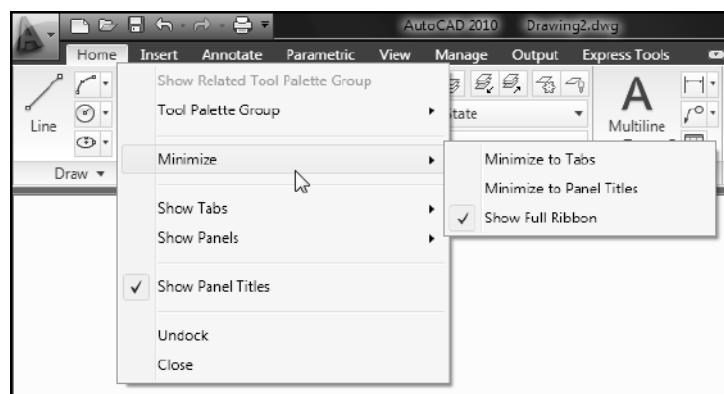 AutoCAD 2010 Drawing2.dwg
Home Insert Annotate Parametric View Manage Output Express Tools
Show Related Tool Palette Group
Tool Palette Group
Minimize
Show Tabs
Show Panels
Show Panel Titles
Undock
Close
Minimize to Tabs
Minimize to Panel Titles
Show Full Ribbon
Line
Draw
State
A
Multiline